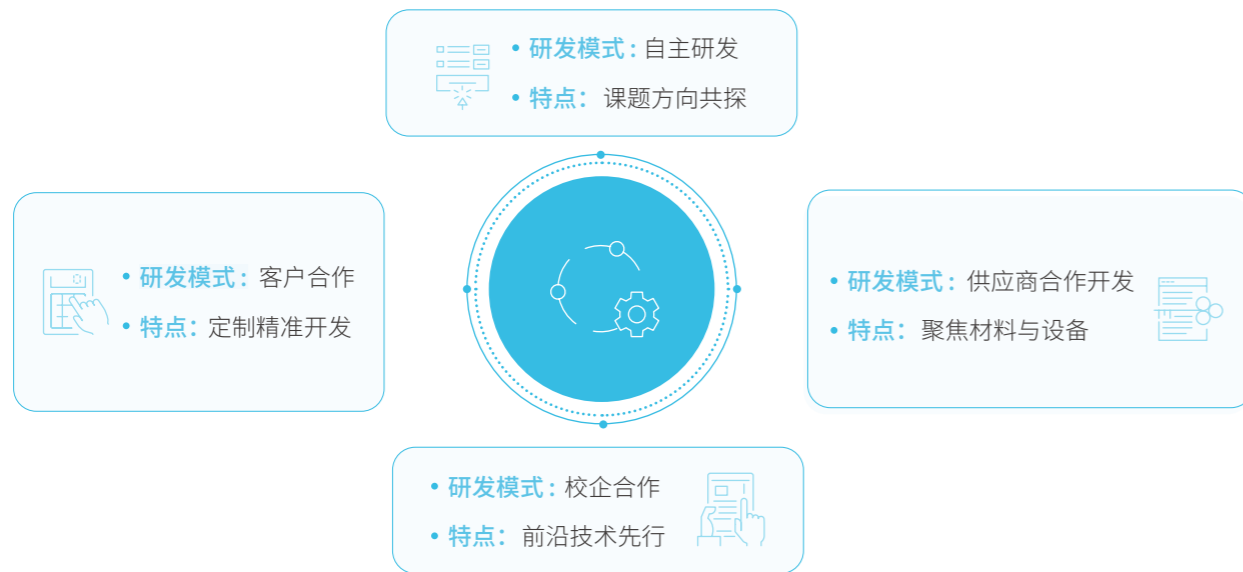 • 研发模式：自主研发
• 特点：课题方向共探
• 研发模式：客户合作
• 特点：定制精准开发
• 研发模式：供应商合作开发
• 特点：聚焦材料与设备
• 研发模式：校企合作
• 特点：前沿技术先行